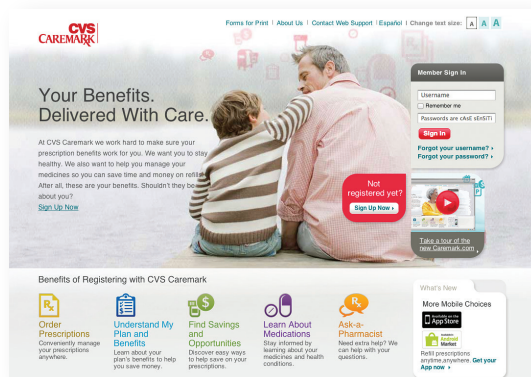 CVS
CAREMARK
Forms for Print | About Us | Contact Web Support | Español | Change text size: A A A
Your Benefits.
Delivered With Care.
At CVS Caremark we work hard to make sure your
prescription benefits work for you. We want you to stay
healthy. We also want to help you manage your
medicines so you can save time and money on refills.
After all, these are your benefits. Shouldn't they be
about you?
Sign Up Now
Member Sign In
Username
Remember me
Passwords are cAsE sEnSiTi
Sign In
Forgot your username? ›
Forgot your password? ›
Not
registered yet?
Sign Up Now ›
Take a tour of the
new Caremark.com ›
Benefits of Registering with CVS Caremark
Rx
Order
Prescriptions
Conveniently manage
your prescriptions
anywhere.
Understand My
Plan and
Benefits
Learn about your
plan's benefits to help
you save money.
$
Find Savings
and
Opportunities
Discover easy ways
to help save on your
prescriptions.
Learn About
Medications
Stay informed by
learning about your
medicines and health
conditions.
Rx
Ask-a-
Pharmacist
Need extra help? We
can help with your
questions.
What's New
More Mobile Choices
Available on the
App Store
Android
Market
Refill prescriptions
anytime,anywhere. Get your
App now ›